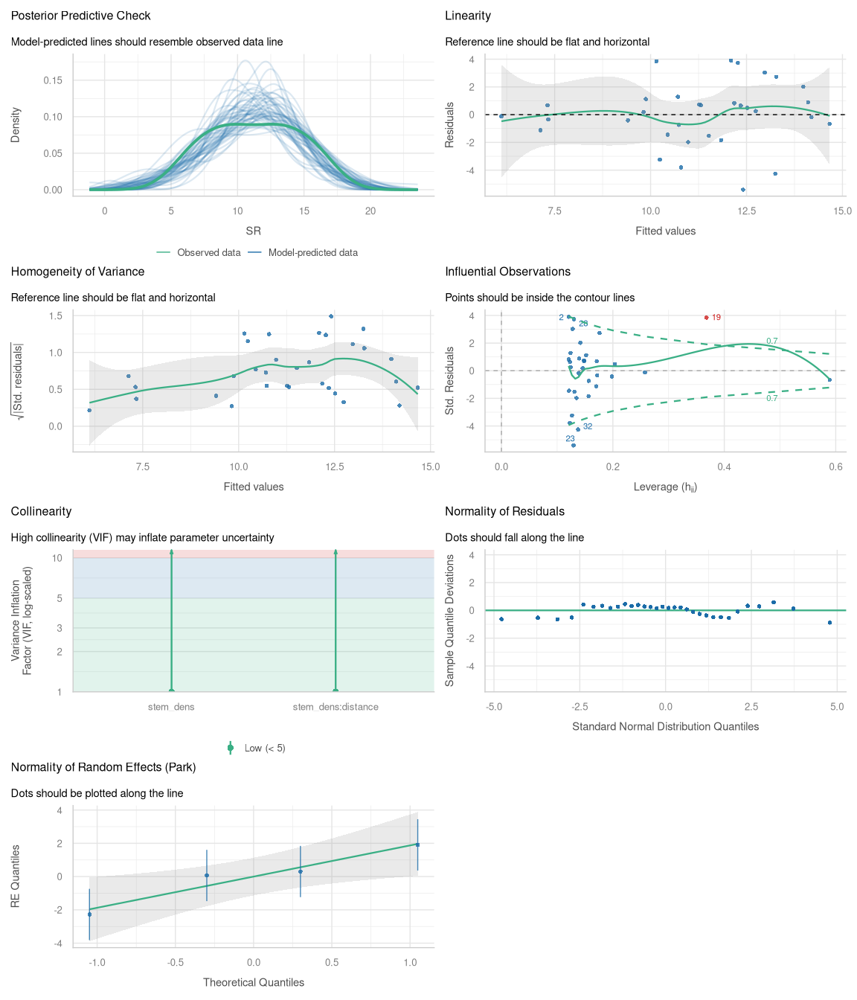 Posterior Predictive Check
Model-predicted lines should resemble observed data line
Density
0.15
0.10
0.05
0.00
0
5
10
15
20
SR
Observed data
Model-predicted data
Linearity
Reference line should be flat and horizontal
Residuals
4
2
0
-2
-4
7.5
10.0
12.5
15.0
Fitted values
Homogeneity of Variance
Reference line should be flat and horizontal
√|Std. residuals|
1.5
1.0
0.5
0.0
7.5
10.0
12.5
15.0
Fitted values
Influential Observations
Points should be inside the contour lines
Std. Residuals
4
2
0
-2
-4
2
28
19
0.7
0.7
32
23
0.0
0.2
0.4
0.6
Leverage (hii)
Collinearity
High collinearity (VIF) may inflate parameter uncertainty
Variance Inflation
Factor (VIF, log-scaled)
10
5
3
2
1
stem_dens
stem_dens:distance
Low (< 5)
Normality of Residuals
Dots should fall along the line
Sample Quantile Deviations
4
2
0
-2
-4
-5.0
-2.5
0.0
2.5
5.0
Standard Normal Distribution Quantiles
Normality of Random Effects (Park)
Dots should be plotted along the line
RE Quantiles
4
2
0
-2
-4
-1.0
-0.5
0.0
0.5
1.0
Theoretical Quantiles